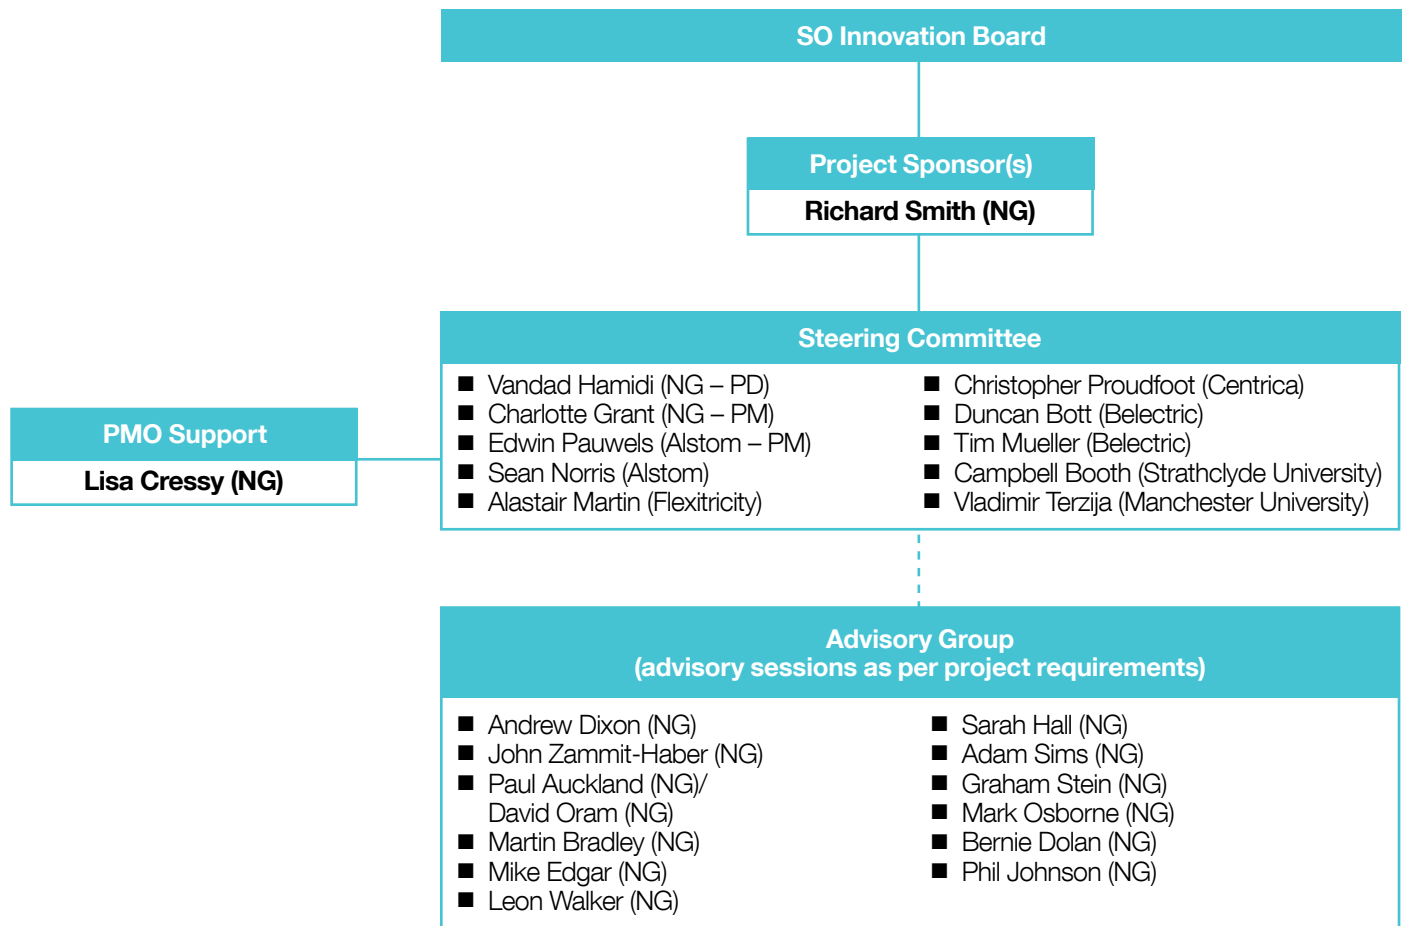 SO Innovation Board
Project Sponsor(s)
Richard Smith (NG)
Steering Committee
■ Vandad Hamidi (NG – PD)
■ Charlotte Grant (NG – PM)
■ Edwin Pauwels (Alstom – PM)
■ Sean Norris (Alstom)
■ Alastair Martin (Flexitricity)
■ Christopher Proudfoot (Centrica)
■ Duncan Bott (Belectric)
■ Tim Mueller (Belectric)
■ Campbell Booth (Strathclyde University)
■ Vladimir Terzija (Manchester University)
PMO Support
Lisa Cressy (NG)
Advisory Group
(advisory sessions as per project requirements)
■ Andrew Dixon (NG)
■ John Zammit-Haber (NG)
■ Paul Auckland (NG)/
David Oram (NG)
■ Martin Bradley (NG)
■ Mike Edgar (NG)
■ Leon Walker (NG)
■ Sarah Hall (NG)
■ Adam Sims (NG)
■ Graham Stein (NG)
■ Mark Osborne (NG)
■ Bernie Dolan (NG)
■ Phil Johnson (NG)